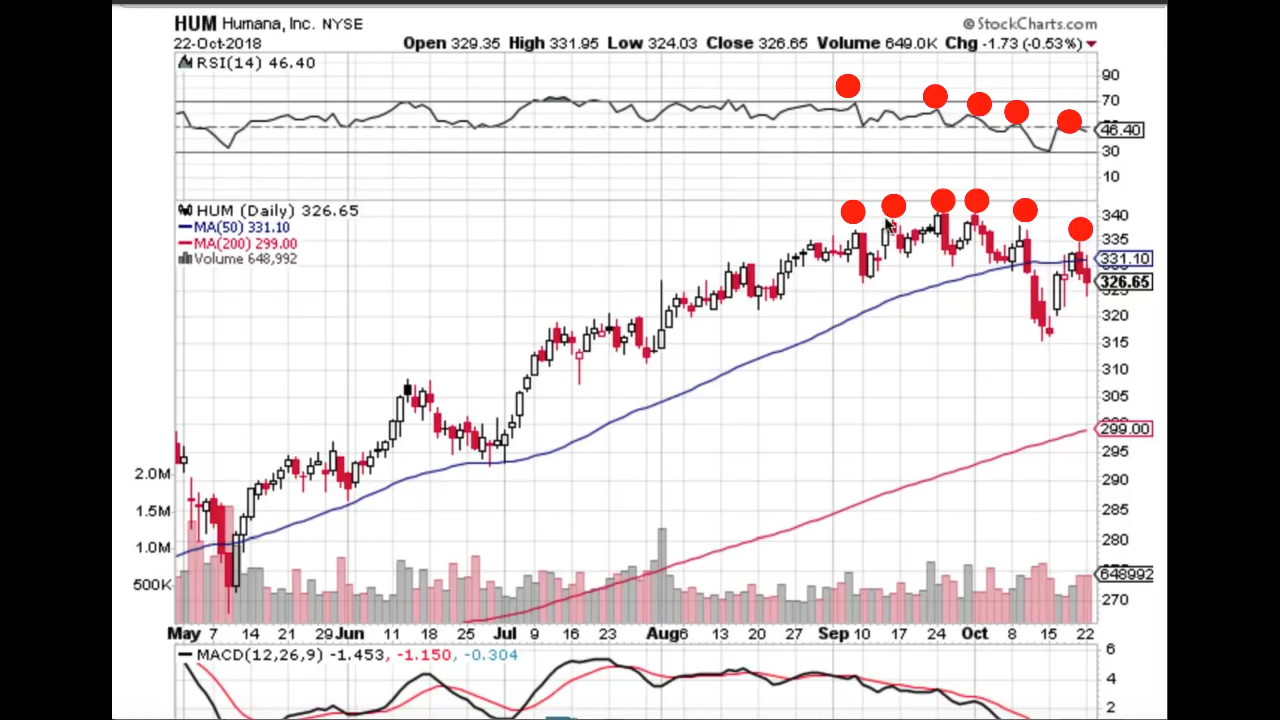 HUM Humana, Inc. NYSE © StockCharts.com
22-Oct-2018 Open 329.35 High 331.95 Low 324.03 Close 326.65 Volume 649.0K Chg -1.73 (-0.53%)
RSI(14) 46.40
90
70
46.40
30
10
HUM (Daily) 326.65
MA(50) 331.10
MA(200) 299.00
Volume 648,992
340
335
331.10
326.65
320
315
310
305
299.00
295
290
285
280
270
2.0M
1.5M
1.0M
500K
648992
May 7 14 21 29 Jun 11 18 25 Jul 9 16 23 Aug 6 13 20 27 Sep 10 17 24 Oct 8 15 22
MACD(12,26,9) -1.453, -1.150, -0.304
6
4
2